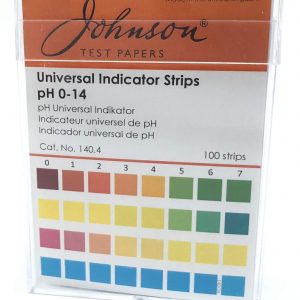 Johnson®
TEST PAPERS
Universal Indicator Strips
pH 0-14
pH Universal Indikator
Indicateur universel de pH
Indicador universal de pH
Cat. No. 140.4
100 strips
0 1 2 3 4 5 6 7